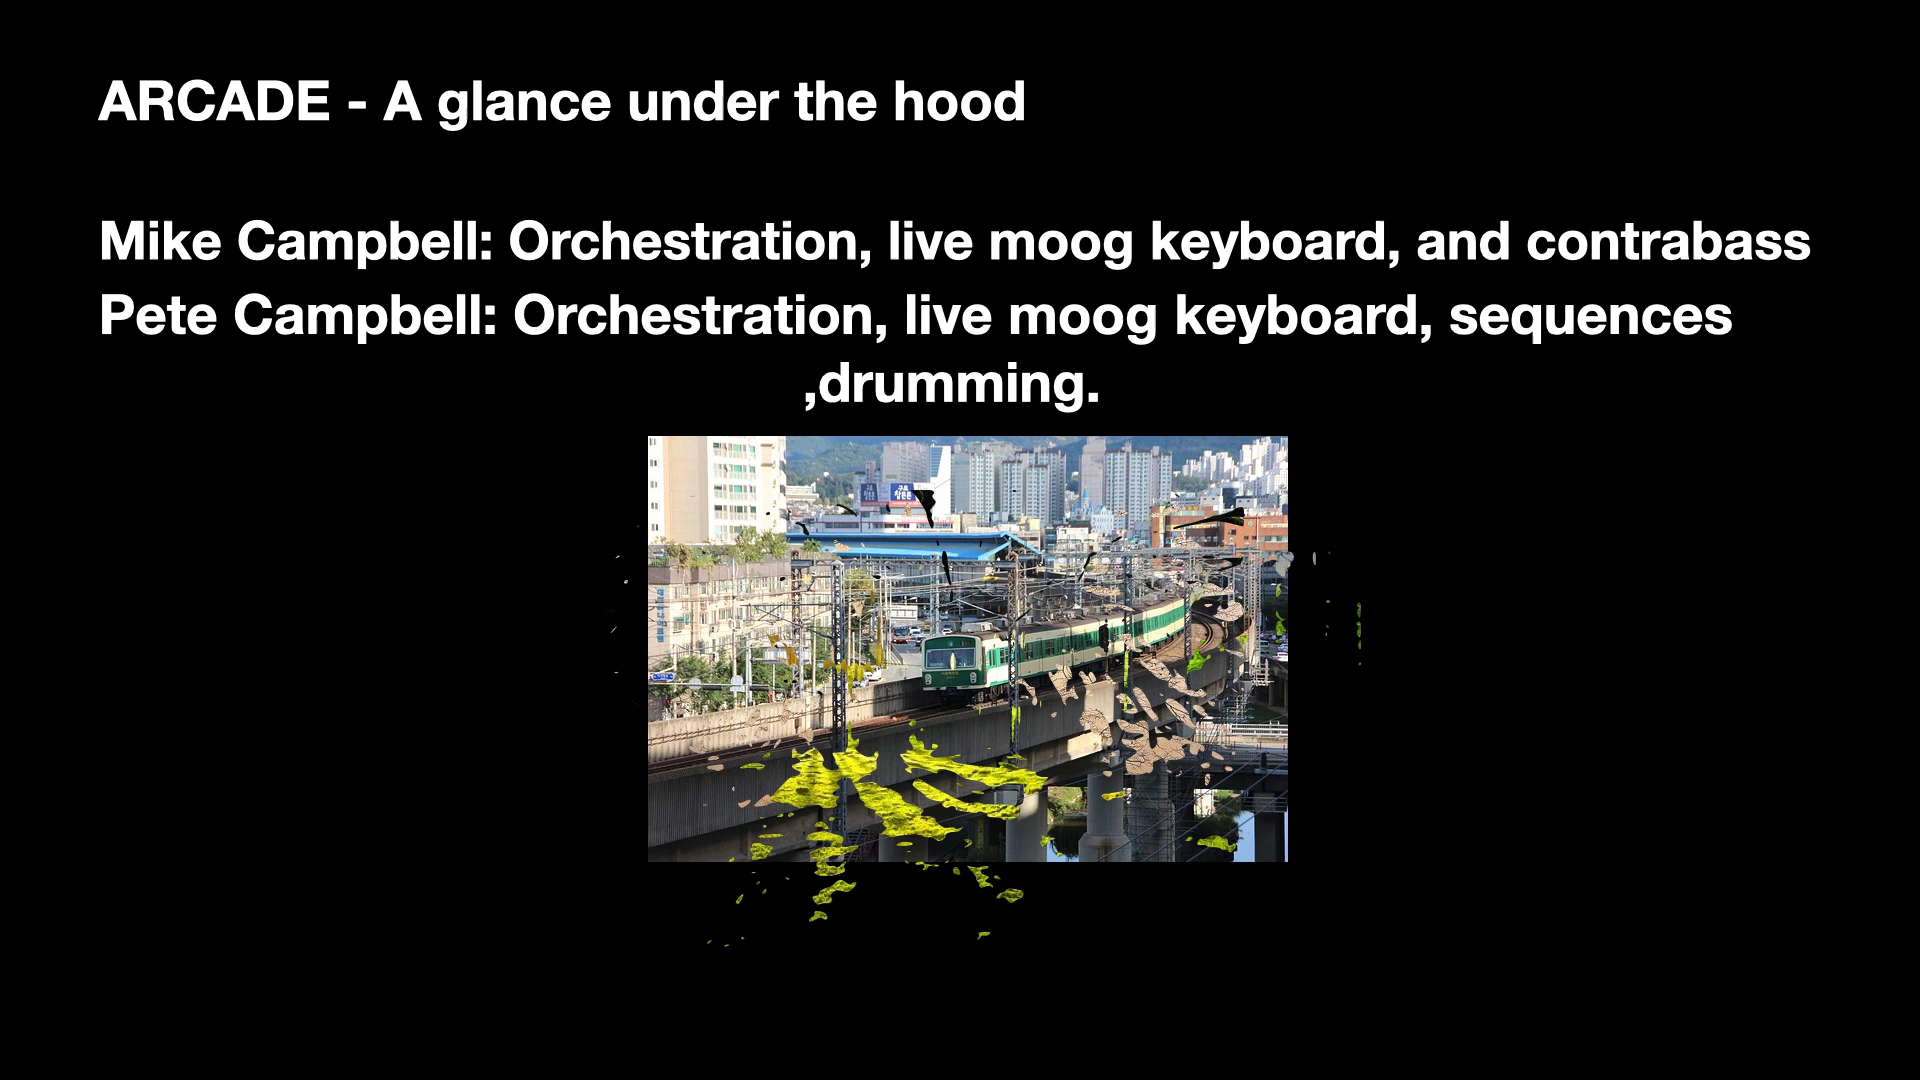 ARCADE - A glance under the hood
Mike Campbell: Orchestration, live moog keyboard, and contrabass
Pete Campbell: Orchestration, live moog keyboard, sequences
,drumming.